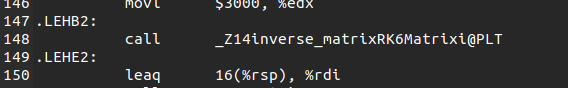 146 movl $3000, %edx
147 .LEHB2:
148 call _Z14inverse_matrixRK6Matrixi@PLT
149 .LEHE2:
150 leaq 16(%rsp), %rdi